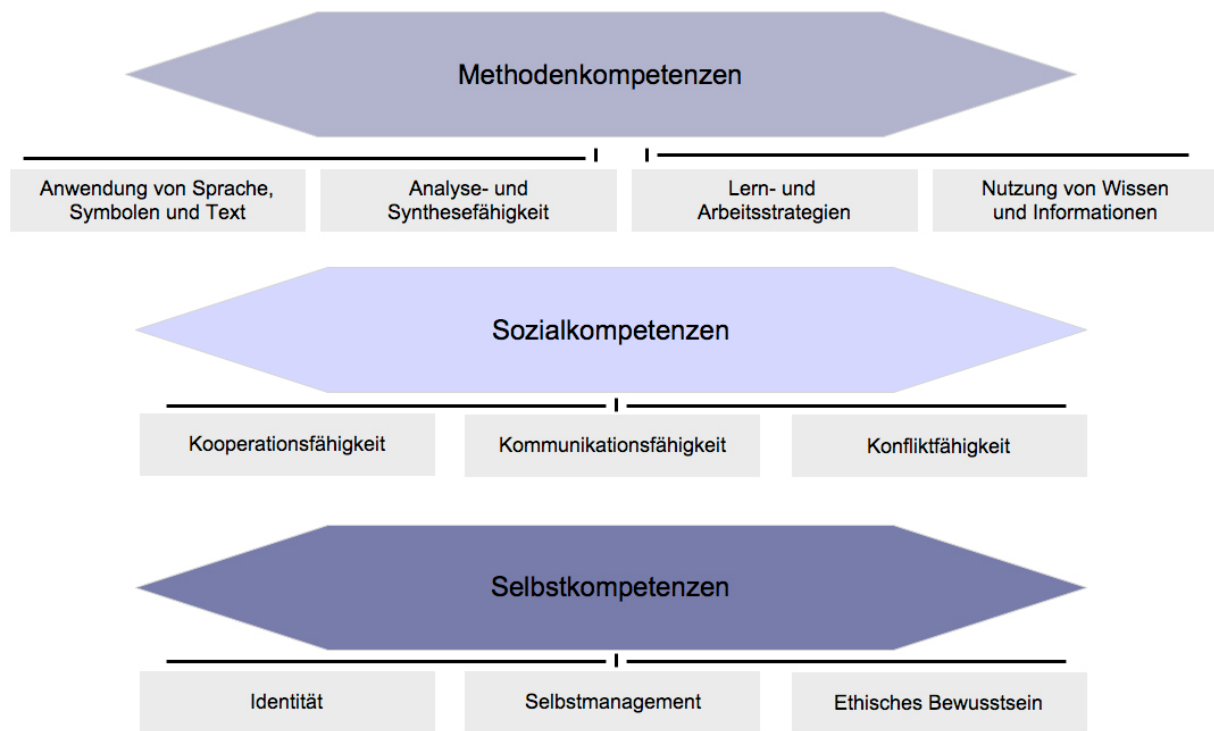 Methodenkompetenzen
Anwendung von Sprache,
Symbolen und Text
Analyse- und
Synthesefähigkeit
Lern- und
Arbeitsstrategien
Nutzung von Wissen
und Informationen
Sozialkompetenzen
Kooperationsfähigkeit
Kommunikationsfähigkeit
Konfliktfähigkeit
Selbstkompetenzen
Identität
Selbstmanagement
Ethisches Bewusstsein